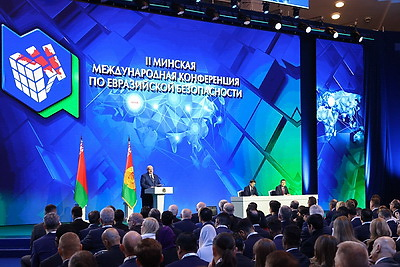 II МИНСКАЯ
МЕЖДУНАРОДНАЯ КОНФЕРЕНЦИЯ
ПО ЕВРАЗИЙСКОЙ БЕЗОПАСНОСТИ